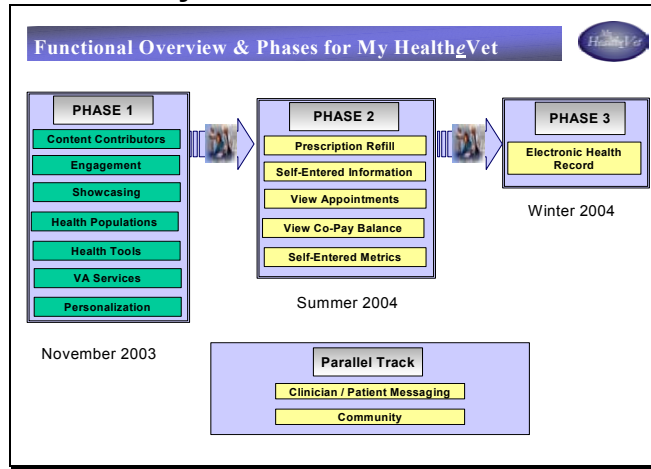 Functional Overview & Phases for My HealtheVet
My
HealtheVet
PHASE 1
Content Contributors
Engagement
Showcasing
Health Populations
Health Tools
VA Services
Personalization
November 2003
PHASE 2
Prescription Refill
Self-Entered Information
View Appointments
View Co-Pay Balance
Self-Entered Metrics
Summer 2004
PHASE 3
Electronic Health
Record
Winter 2004
Parallel Track
Clinician / Patient Messaging
Community